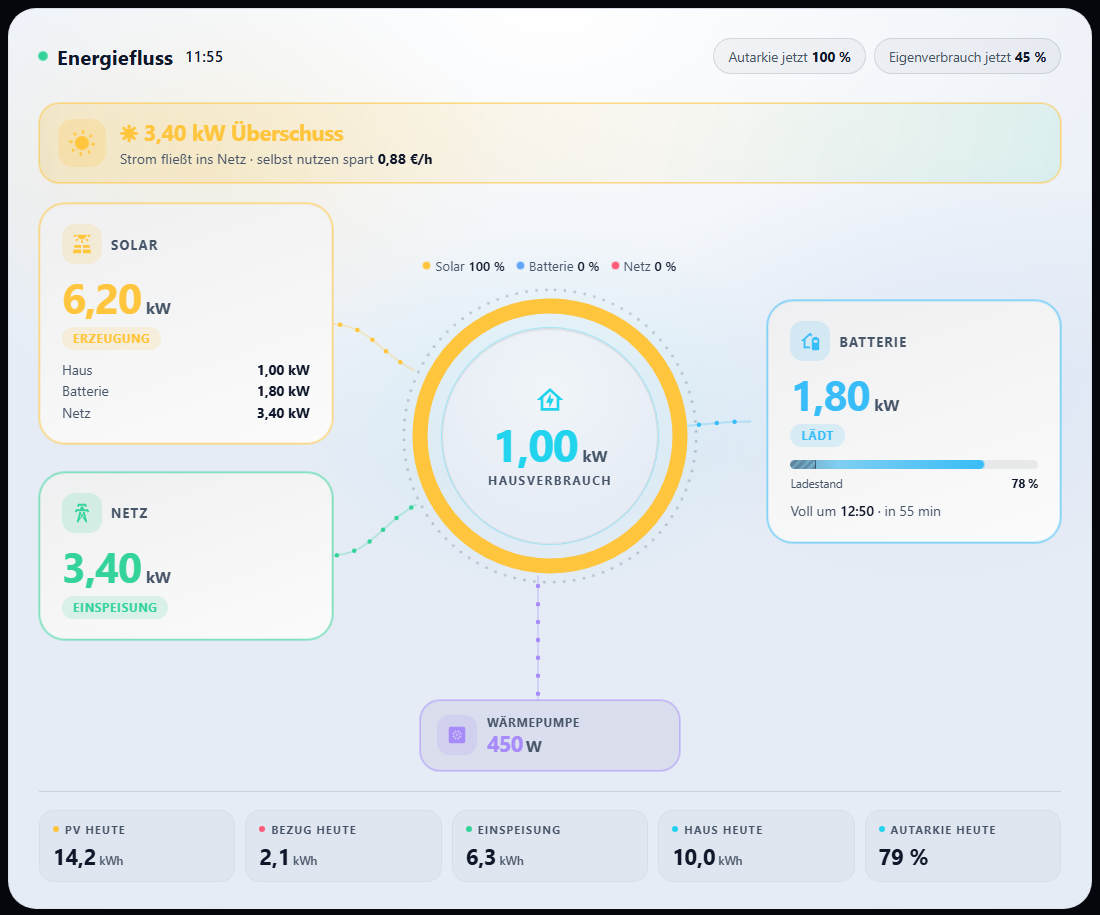 Energiefluss 11:55
Autarkie jetzt 100 %
Eigenverbrauch jetzt 45 %
☀ 3,40 kW Überschuss
Strom fließt ins Netz · selbst nutzen spart 0,88 €/h
SOLAR
6,20 kW
ERZEUGUNG
Haus 1,00 kW
Batterie 1,80 kW
Netz 3,40 kW
NETZ
3,40 kW
EINSPEISUNG
Solar 100 % Batterie 0 % Netz 0 %
1,00 kW
HAUSVERBRAUCH
BATTERIE
1,80 kW
LÄDT
Ladestand 78 %
Voll um 12:50 · in 55 min
WÄRMEPUMPE
450 W
PV HEUTE
14,2 kWh
BEZUG HEUTE
2,1 kWh
EINSPEISUNG
6,3 kWh
HAUS HEUTE
10,0 kWh
AUTARKIE HEUTE
79 %